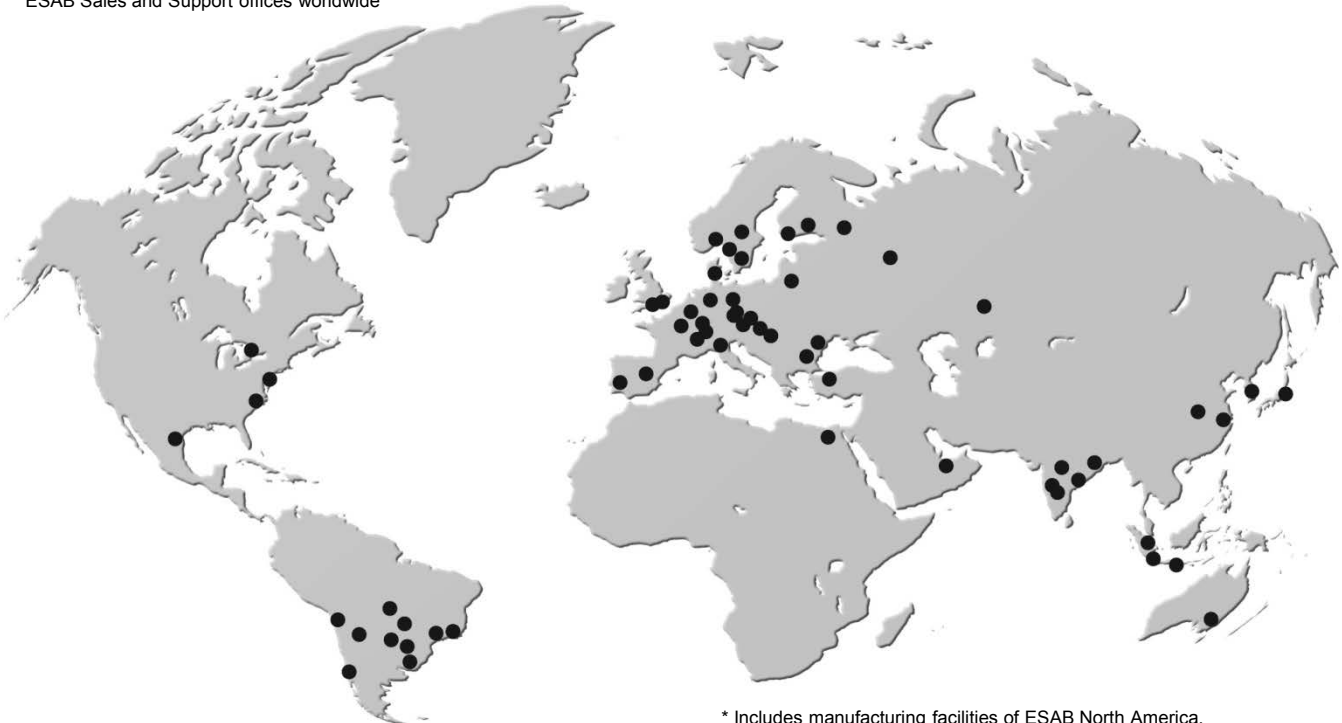 ESAB Sales and Support offices worldwide
* Includes manufacturing facilities of ESAB North America.